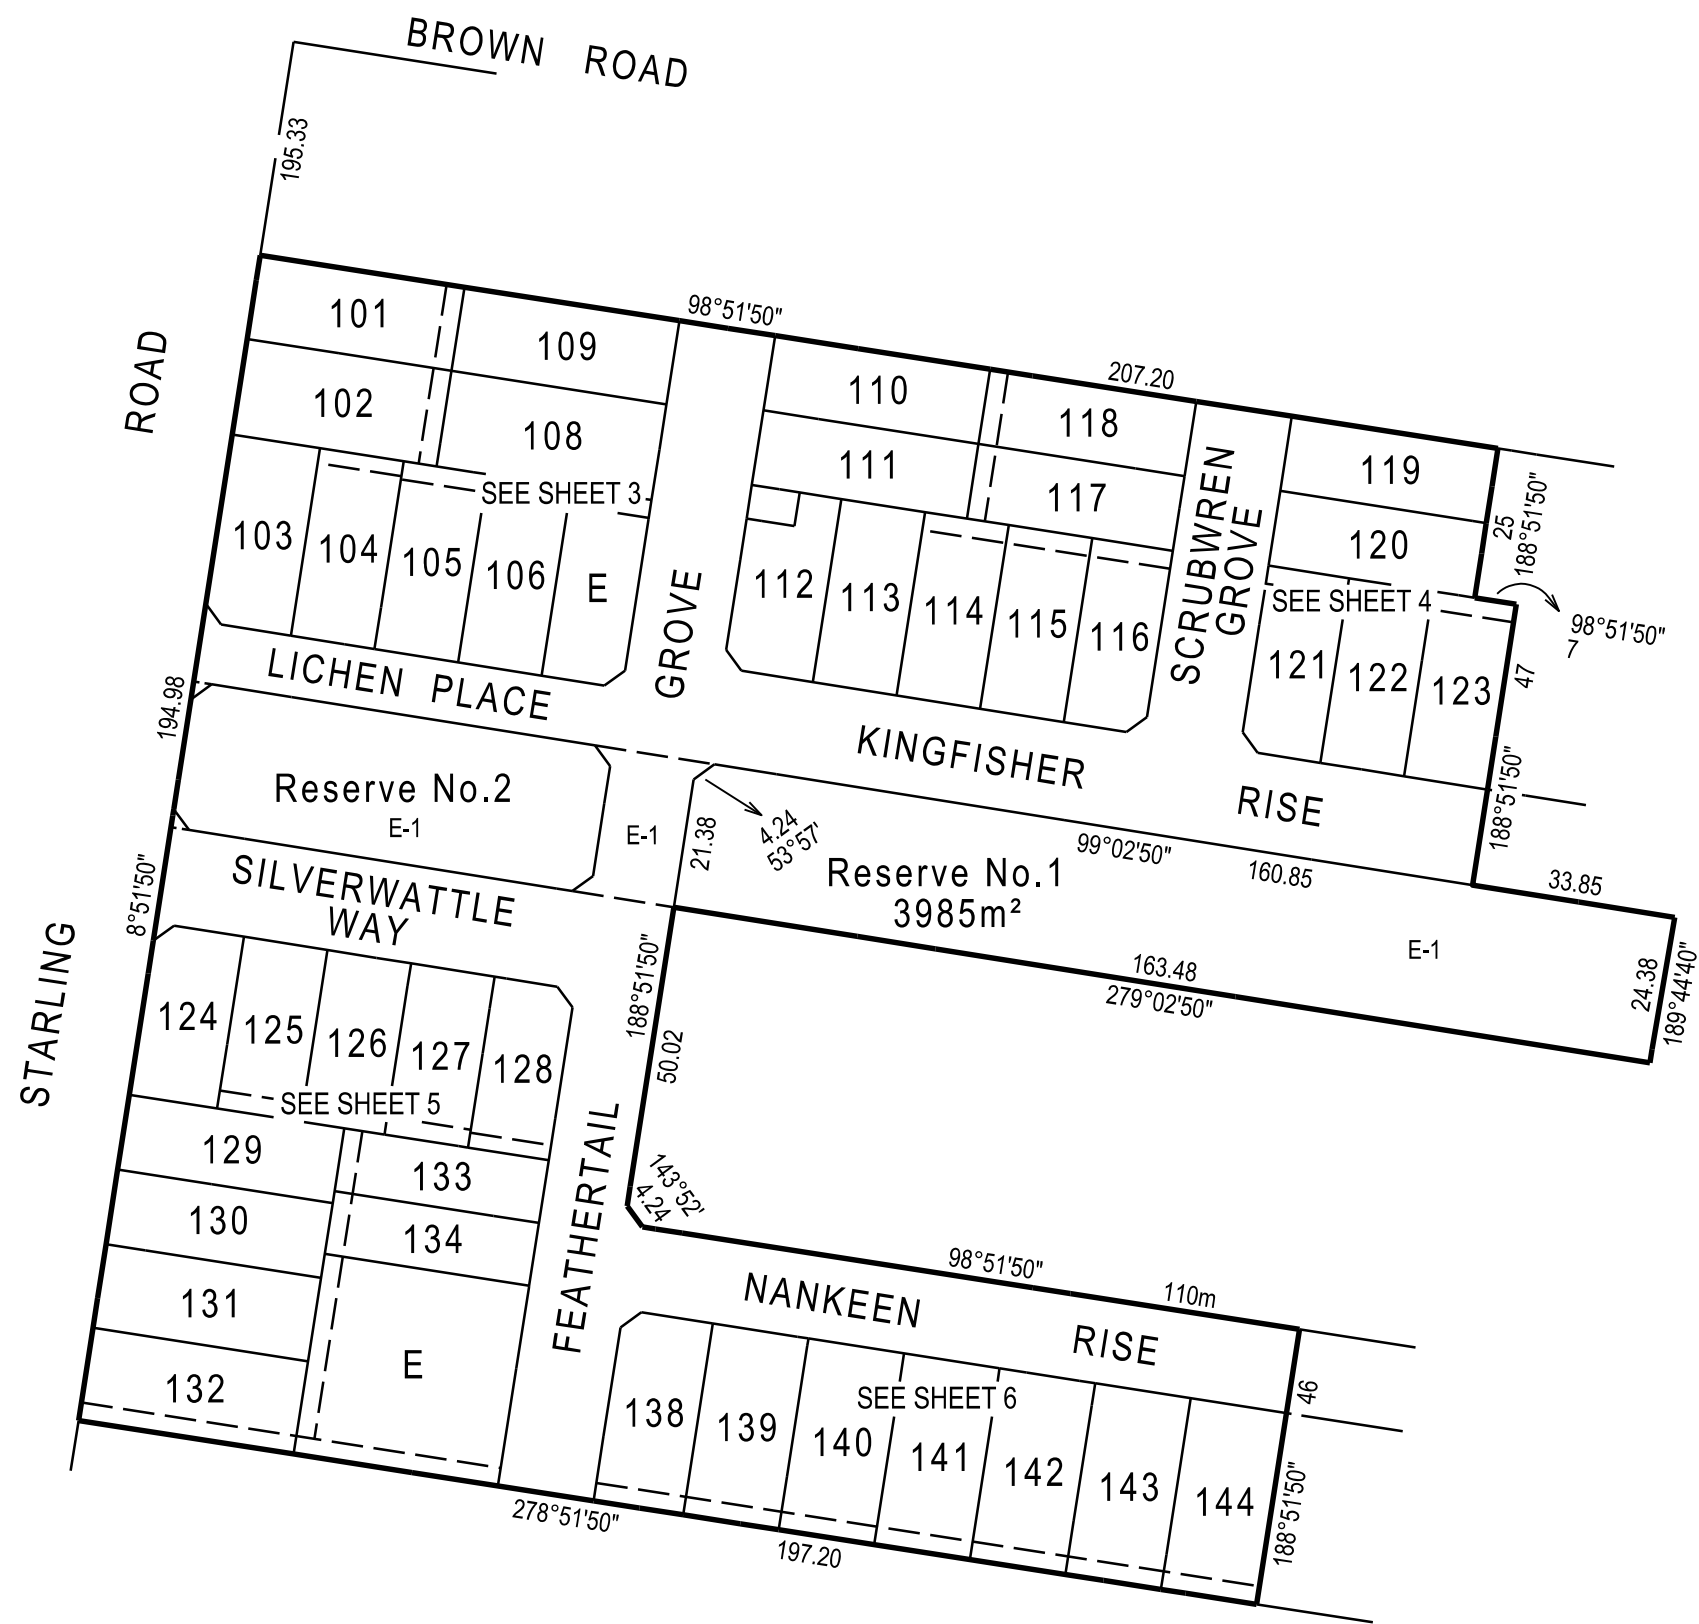 BROWN ROAD
195.33
98°51'50"
207.20
101
109
102
108
ROAD
103
104
105
106
E
SEE SHEET 3
GROVE
110
118
111
117
112
113
114
115
116
SCRUBWREN
GROVE
119
120
SEE SHEET 4
121
122
123
25
188°51'50"
98°51'50"
7
47
188°51'50"
LICHEN PLACE
194.98
KINGFISHER
RISE
Reserve No.2
E-1
E-1
21.38
4.24
53°57'
99°02'50"
160.85
Reserve No.1
3985m²
33.85
E-1
24.38
189°44'40"
163.48
279°02'50"
8°51'50"
SILVERWATTLE
WAY
STARLING
124
125
126
127
128
SEE SHEET 5
188°51'50"
50.02
129
133
130
134
131
132
E
FEATHERTAIL
143°52'
4.24
98°51'50"
110m
NANKEEN
RISE
46
SEE SHEET 6
138
139
140
141
142
143
144
188°51'50"
278°51'50"
197.20